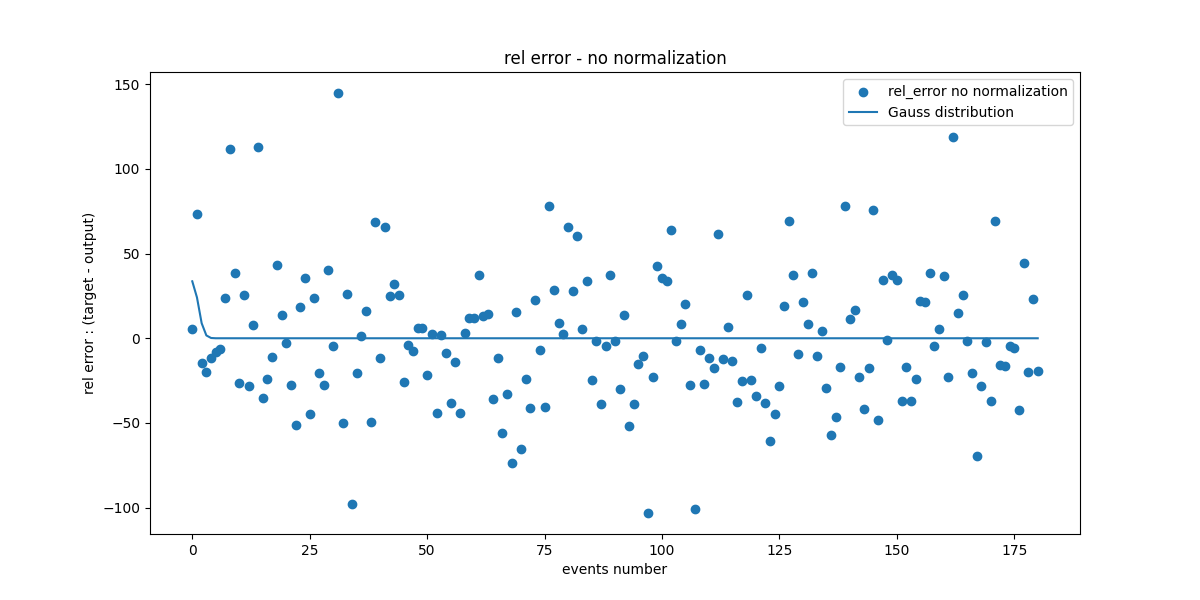 rel error - no normalization
rel_error no normalization
Gauss distribution
150
100
50
0
−50
−100
rel error : (target - output)
0
25
50
75
100
125
150
175
events number